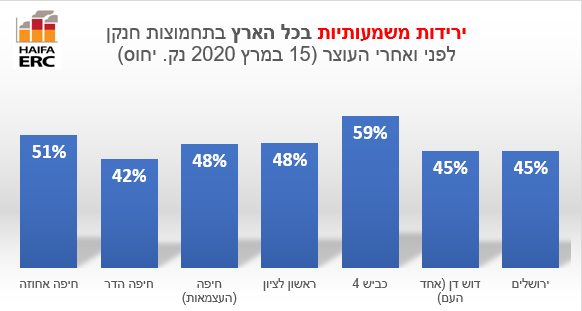 ירידות משמעותיות בכל הארץ בתחמוצות חנקן
לפני ואחרי העוצר (15 במרץ 2020 נק. יחוס)
HAIFA
ERC
51%
42%
48%
48%
59%
45%
45%
חיפה אחוזה
חיפה הדר
חיפה
(העצמאות)
ראשון לציון
כביש 4
דוש דן (אחד
העם)
ירושלים